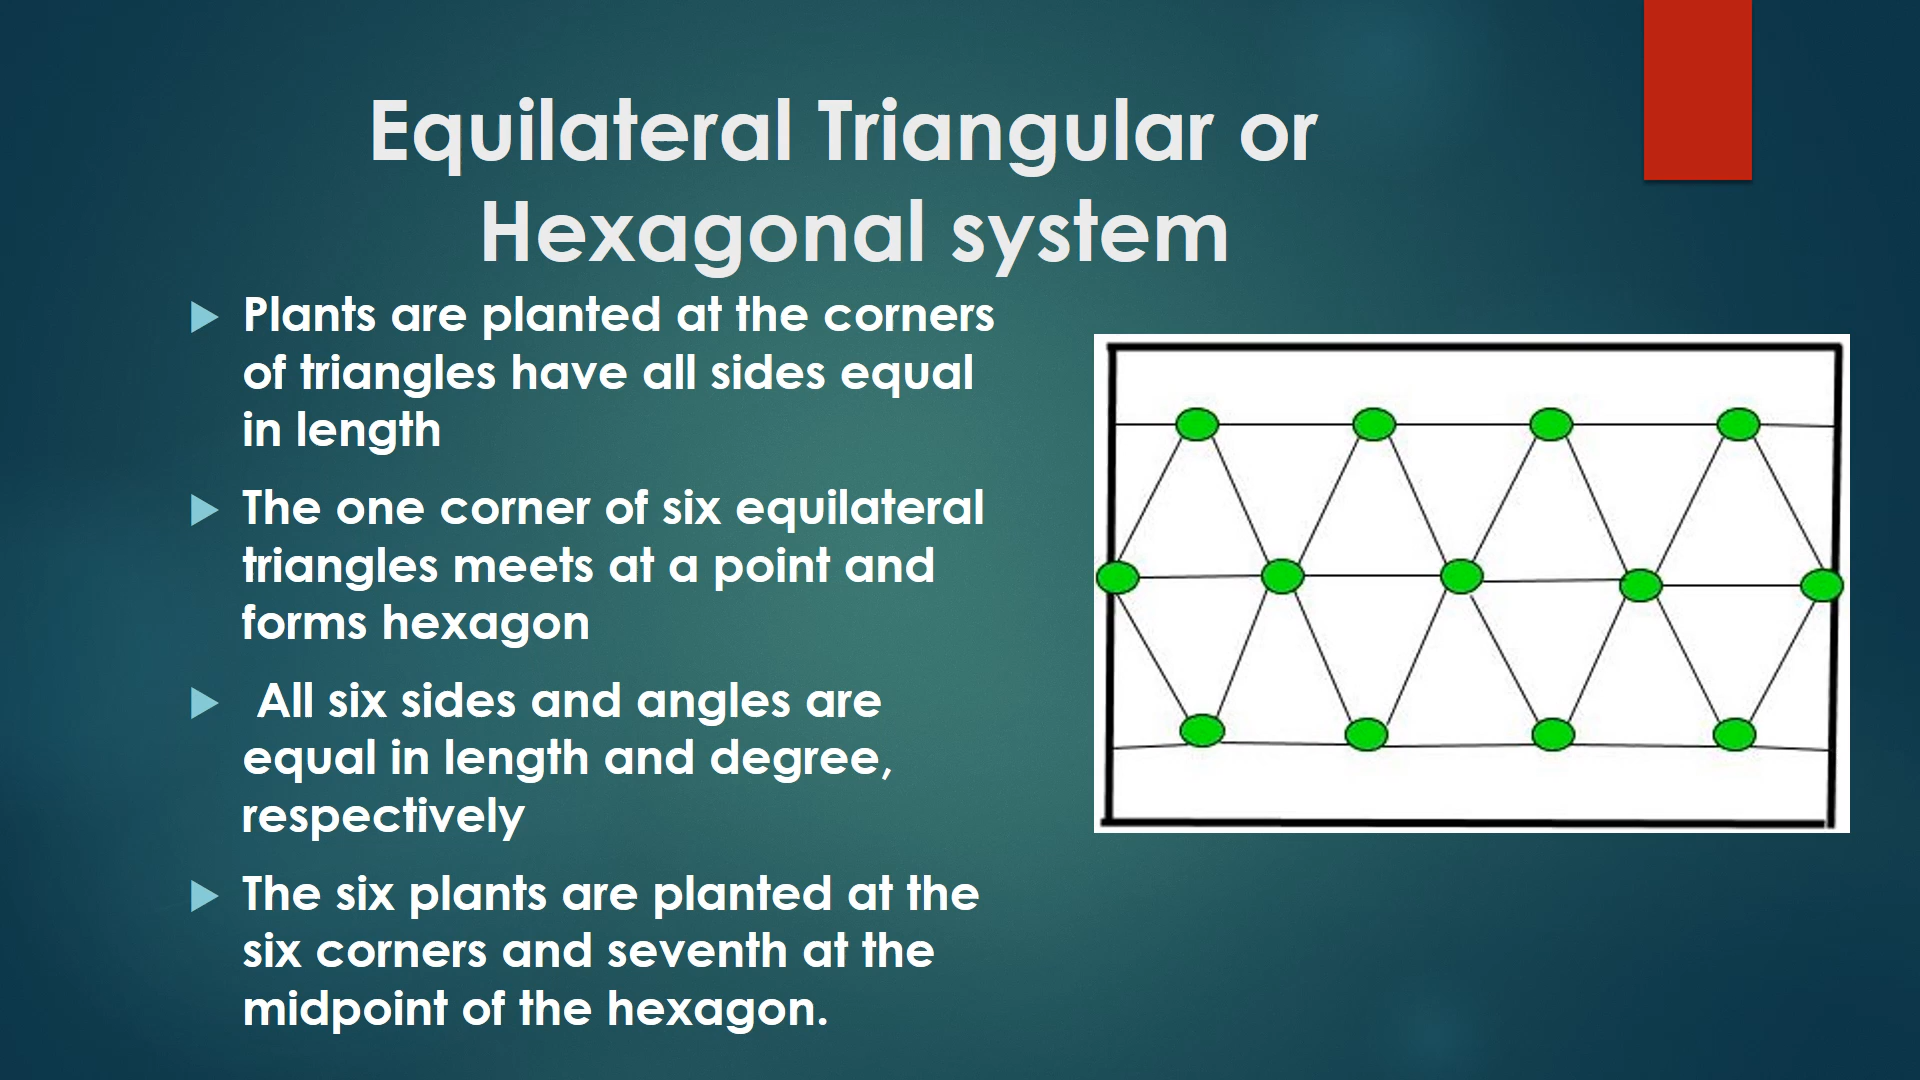 Equilateral Triangular or
Hexagonal system
Plants are planted at the corners
of triangles have all sides equal
in length
The one corner of six equilateral
triangles meets at a point and
forms hexagon
All six sides and angles are
equal in length and degree,
respectively
The six plants are planted at the
six corners and seventh at the
midpoint of the hexagon.